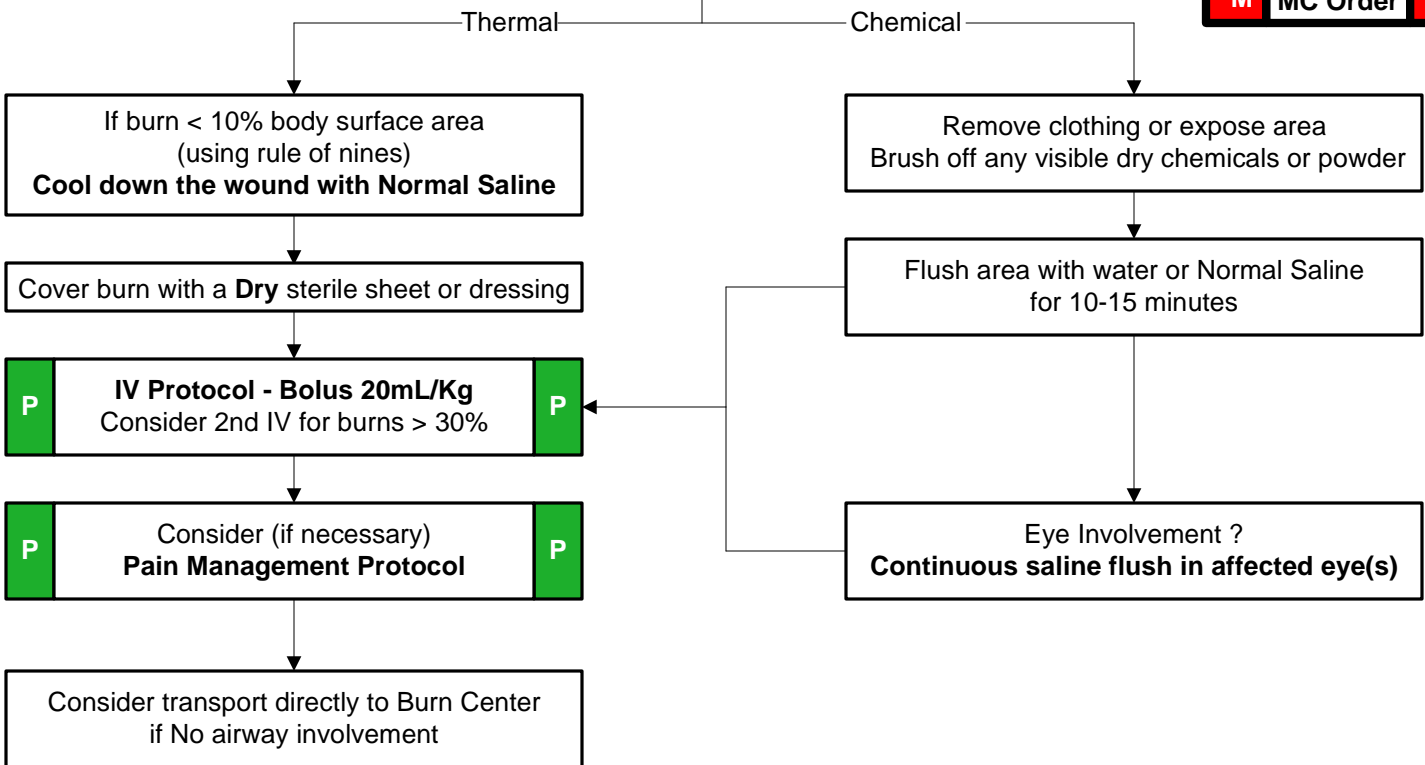 Thermal
Chemical
M MC Order
If burn < 10% body surface area
(using rule of nines)
Cool down the wound with Normal Saline
Cover burn with a Dry sterile sheet or dressing
P IV Protocol - Bolus 20mL/Kg P
Consider 2nd IV for burns > 30%
P Consider (if necessary) P
Pain Management Protocol
Consider transport directly to Burn Center
if No airway involvement
Remove clothing or expose area
Brush off any visible dry chemicals or powder
Flush area with water or Normal Saline
for 10-15 minutes
Eye Involvement ?
Continuous saline flush in affected eye(s)